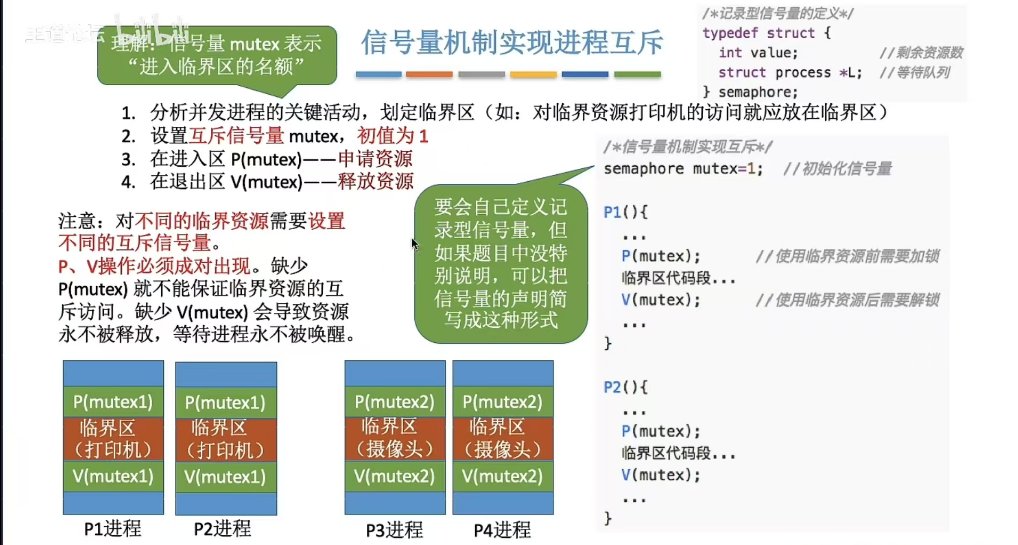 王道论坛 bilibili
理解：信号量 mutex 表示
“进入临界区的名额”
信号量机制实现进程互斥
/*记录型信号量的定义*/
typedef struct {
int value; //剩余资源数
struct process *L; //等待队列
} semaphore;
1. 分析并发进程的关键活动，划定临界区（如：对临界资源打印机的访问就应放在临界区）
2. 设置互斥信号量 mutex，初值为 1
3. 在进入区 P(mutex)——申请资源
4. 在退出区 V(mutex)——释放资源
注意：对不同的临界资源需要设置
不同的互斥信号量。
P、V操作必须成对出现。缺少
P(mutex) 就不能保证临界资源的互
斥访问。缺少 V(mutex) 会导致资源
永不被释放，等待进程永不被唤醒。
要会自己定义记
录型信号量，但
如果题目中没特
别说明，可以把
信号量的声明简
写成这种形式
/*信号量机制实现互斥*/
semaphore mutex=1; //初始化信号量
P1(){
...
P(mutex); //使用临界资源前需要加锁
临界区代码段...
V(mutex); //使用临界资源后需要解锁
...
}
P2(){
...
P(mutex);
临界区代码段...
V(mutex);
...
}
P(mutex1)
临界区
（打印机）
V(mutex1)
P1进程
P(mutex1)
临界区
（打印机）
V(mutex1)
P2进程
P(mutex2)
临界区
（摄像头）
V(mutex2)
P3进程
P(mutex2)
临界区
（摄像头）
V(mutex2)
P4进程